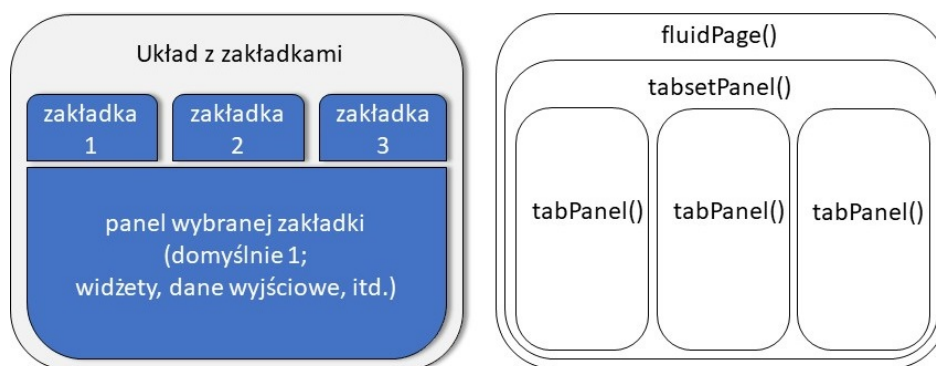 Układ z zakładkami
zakładka
1
zakładka
2
zakładka
3
panel wybranej zakładki
(domyślnie 1;
widżety, dane wyjściowe, itd.)
fluidPage()
tabsetPanel()
tabPanel()
tabPanel()
tabPanel()